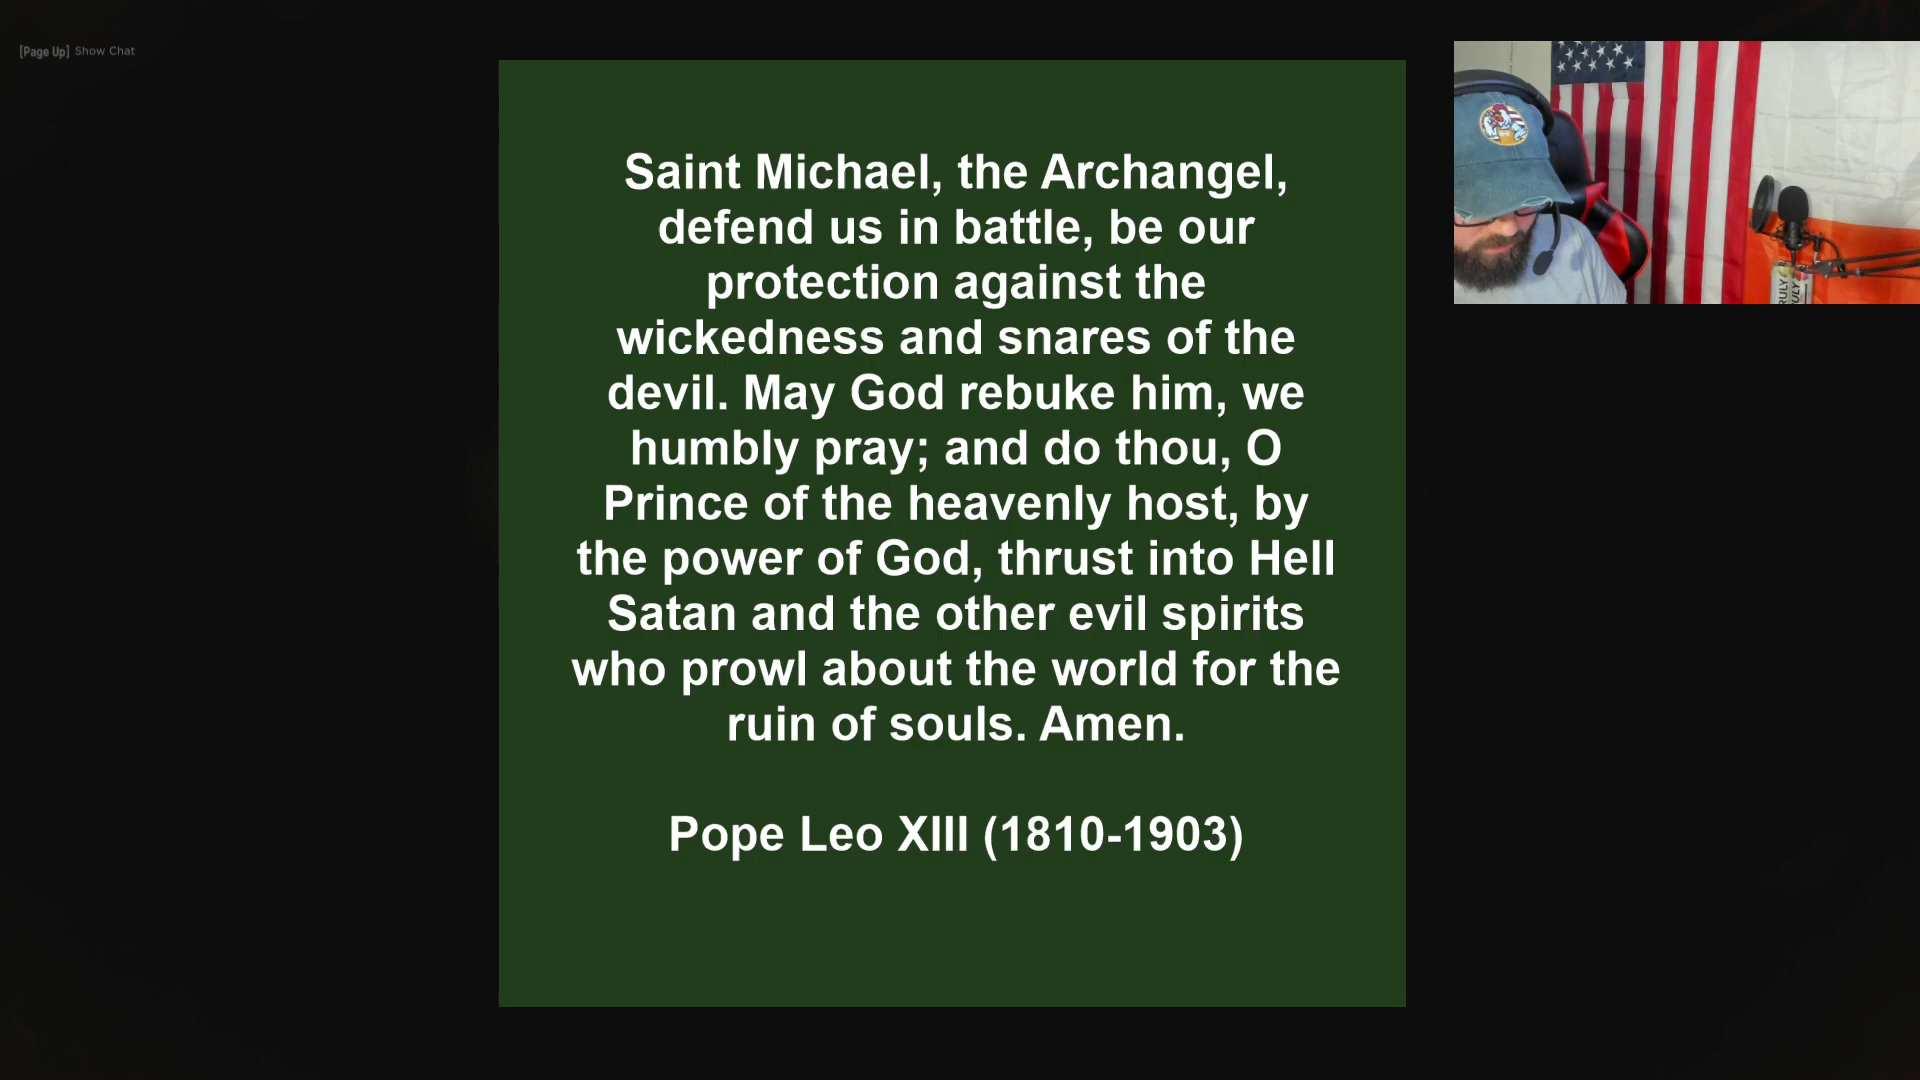 [Page Up] Show Chat
Saint Michael, the Archangel,
defend us in battle, be our
protection against the
wickedness and snares of the
devil. May God rebuke him, we
humbly pray; and do thou, O
Prince of the heavenly host, by
the power of God, thrust into Hell
Satan and the other evil spirits
who prowl about the world for the
ruin of souls. Amen.
Pope Leo XIII (1810-1903)